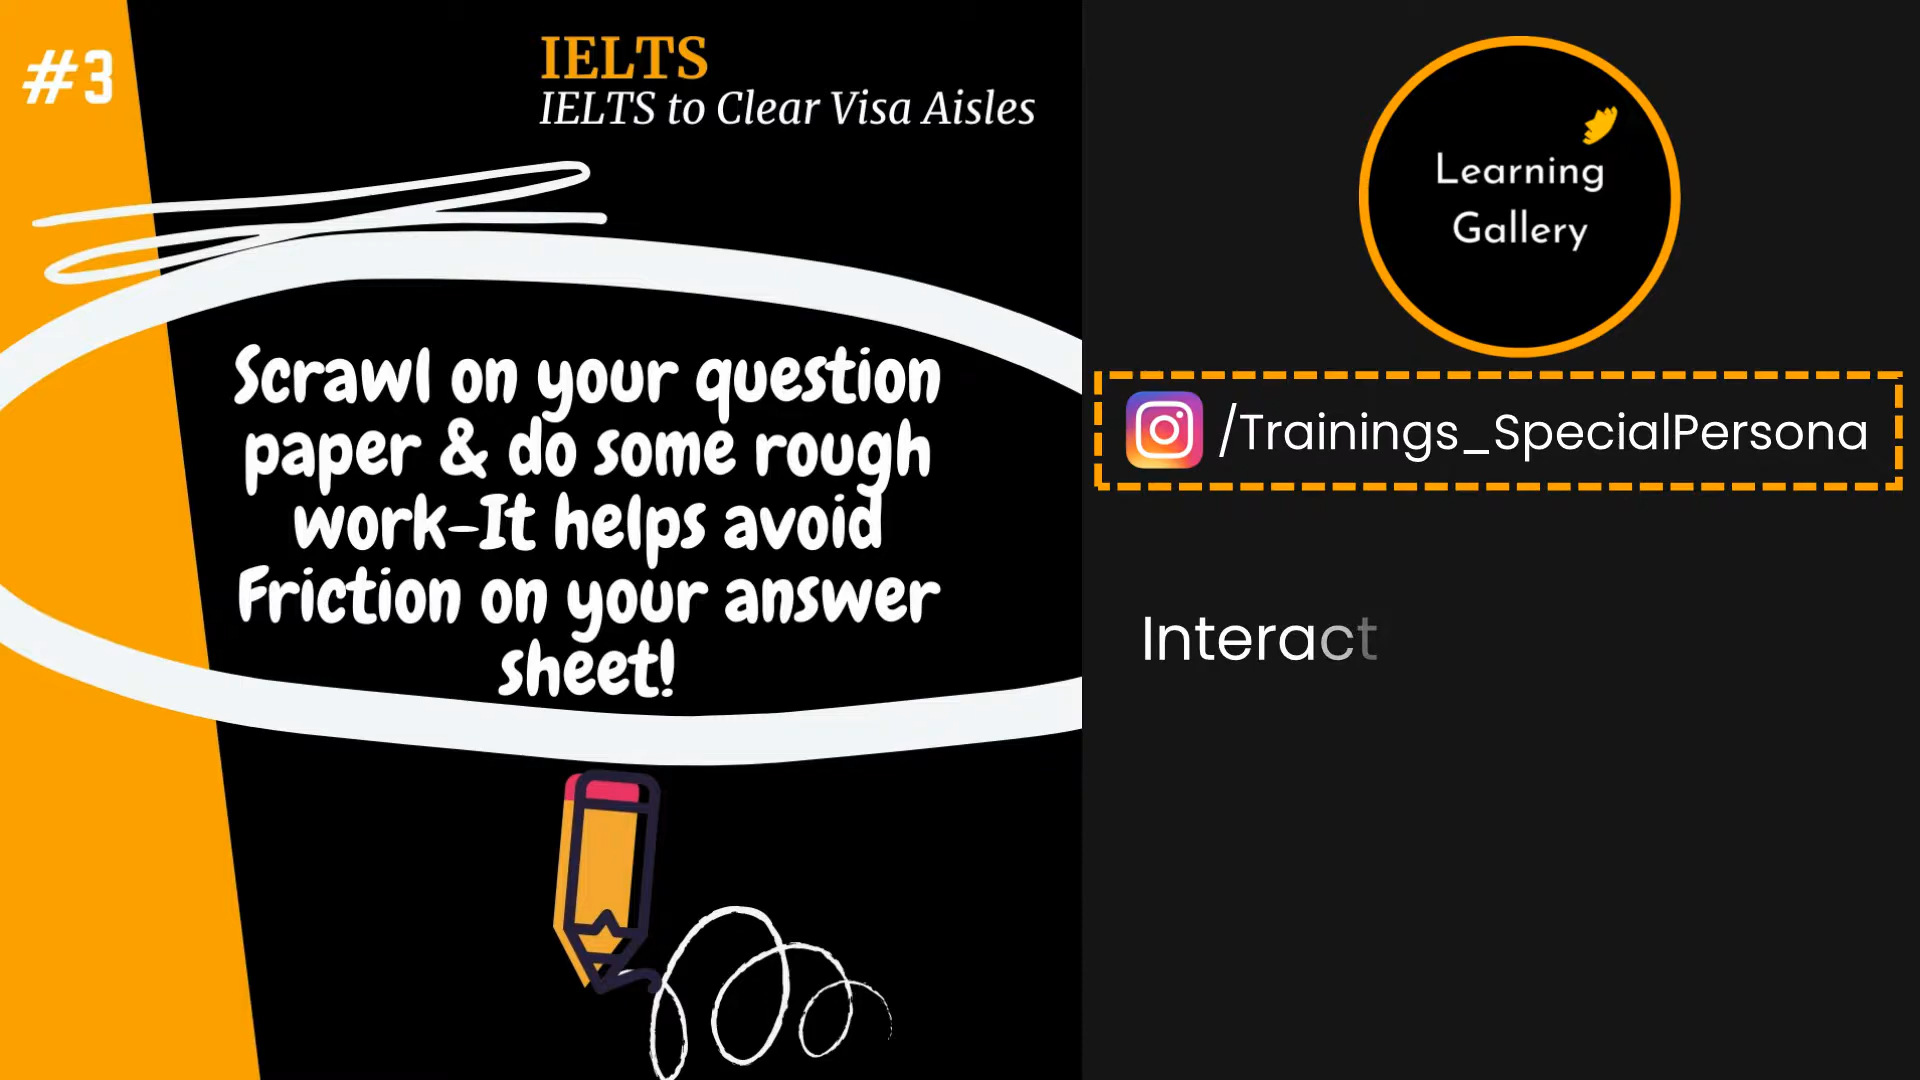 #3
IELTS
IELTS to Clear Visa Aisles
Scrawl on your question
paper & do some rough
work-It helps avoid
Friction on your answer
sheet!
Learning
Gallery
/Trainings_SpecialPersona
Interact